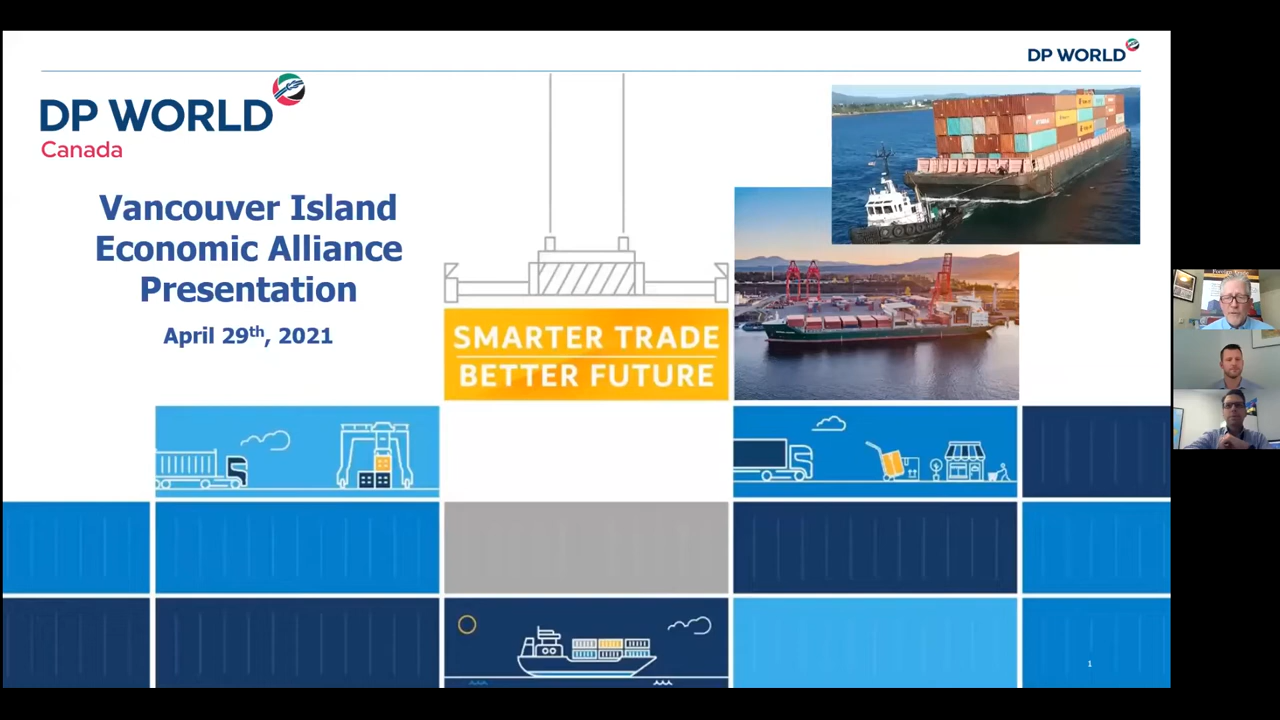 DP WORLD
DP WORLD
Canada
Vancouver Island
Economic Alliance
Presentation
April 29th, 2021
SMARTER TRADE
BETTER FUTURE
1